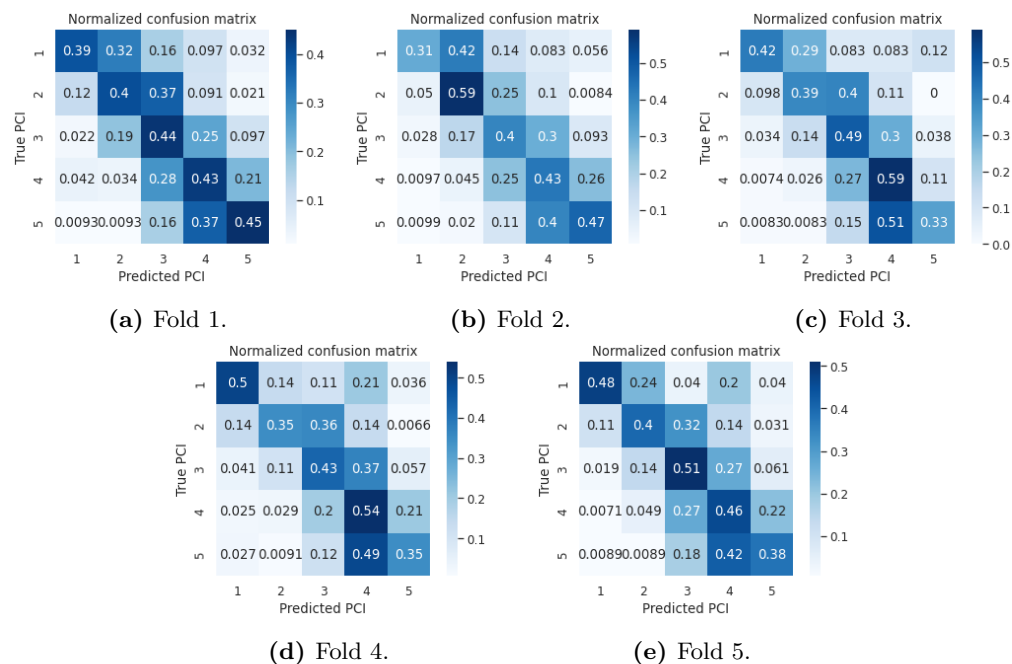 Normalized confusion matrix Normalized confusion matrix Normalized confusion matrix
1 0.39 0.32 0.16 0.097 0.032 1 0.31 0.42 0.14 0.083 0.056 1 0.42 0.29 0.083 0.083 0.12
2 0.12 0.4 0.37 0.091 0.021 2 0.05 0.59 0.25 0.1 0.0084 2 0.098 0.39 0.4 0.11 0
3 0.022 0.19 0.44 0.25 0.097 3 0.028 0.17 0.4 0.3 0.093 3 0.034 0.14 0.49 0.3 0.038
4 0.042 0.034 0.28 0.43 0.21 4 0.0097 0.045 0.25 0.43 0.26 4 0.0074 0.026 0.27 0.59 0.11
5 0.0093 0.0093 0.16 0.37 0.45 5 0.0099 0.02 0.11 0.4 0.47 5 0.0083 0.0083 0.15 0.51 0.33
True PCI True PCI True PCI
0.4 0.3 0.2 0.1 0.5 0.4 0.3 0.2 0.1 0.5 0.4 0.3 0.2 0.1 0.0
1 2 3 4 5 1 2 3 4 5 1 2 3 4 5
Predicted PCI Predicted PCI Predicted PCI
(a) Fold 1. (b) Fold 2. (c) Fold 3.
Normalized confusion matrix Normalized confusion matrix
1 0.5 0.14 0.11 0.21 0.036 1 0.48 0.24 0.04 0.2 0.04
2 0.14 0.35 0.36 0.14 0.0066 2 0.11 0.4 0.32 0.14 0.031
3 0.041 0.11 0.43 0.37 0.057 3 0.019 0.14 0.51 0.27 0.061
4 0.025 0.029 0.2 0.54 0.21 4 0.0071 0.049 0.27 0.46 0.22
5 0.027 0.0091 0.12 0.49 0.35 5 0.0089 0.0089 0.18 0.42 0.38
True PCI True PCI
0.5 0.4 0.3 0.2 0.1 0.5 0.4 0.3 0.2 0.1
1 2 3 4 5 1 2 3 4 5
Predicted PCI Predicted PCI
(d) Fold 4. (e) Fold 5.